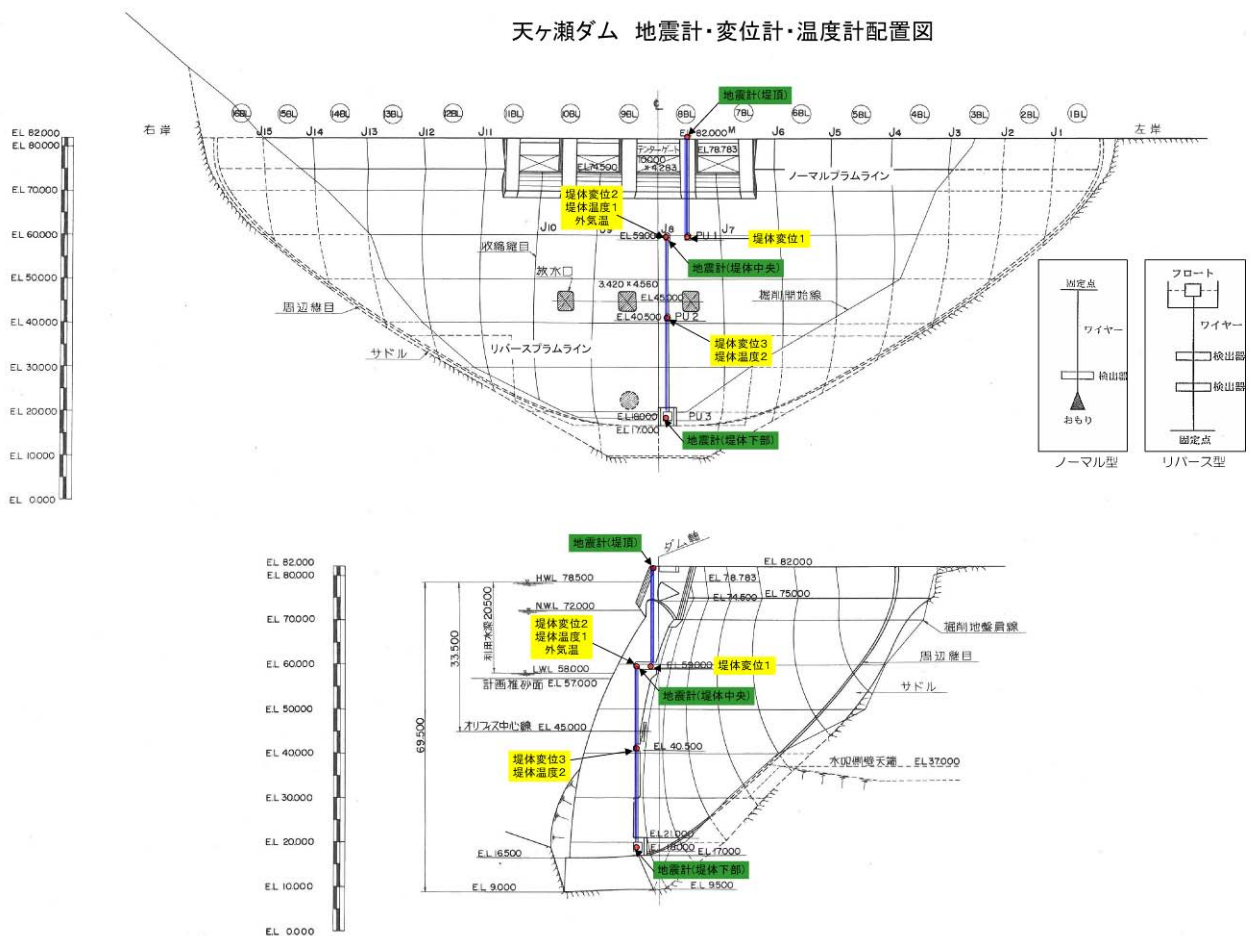 天ヶ瀬ダム 地震計・変位計・温度計配置図
地震計(堤頂)
℄
16BL 15BL 14BL 13BL 12BL 11BL 10BL 9BL 8BL 7BL 6BL 5BL 4BL 3BL 2BL 1BL
右岸
左岸
J15 J14 J13 J12 J11 J6 J5 J4 J3 J2 J1
EL 82.000
EL 80.000
EL 70.000
EL 60.000
EL 50.000
EL 40.000
EL 30.000
EL 20.000
EL 10.000
EL 0.000
EL 82.000 M
テンターゲート
10.000
×4.283
EL 78.783
EL 74.500
ノーマルプラムライン
堤体変位2
堤体温度1
外気温
J10 J9 J8 J7
EL 59.000
PU 1
堤体変位1
収縮継目
地震計(堤体中央)
放水口
3.420×4.560
EL 45.000
周辺継目
掘削開始線
EL 40.500
PU 2
堤体変位3
堤体温度2
リバースプラムライン
サドル
EL 18.000
PU 3
EL 17.000
地震計(堤体下部)
固定点
ワイヤー
検出器
おもり
ノーマル型
フロート
ワイヤー
検出器
検出器
固定点
リバース型
地震計(堤頂)
ダム軸
EL 82.000
EL 80.000
EL 70.000
EL 60.000
EL 50.000
EL 40.000
EL 30.000
EL 20.000
EL 10.000
EL 0.000
EL 82.000
H.W.L 78.500
EL 78.783
N.W.L 72.000
EL 74.500
EL 75.000
利用水深20.500
33.500
69.500
堤体変位2
堤体温度1
外気温
掘削地盤肩線
周辺継目
L.W.L 58.000
EL 59.000
堤体変位1
計画堆砂面 EL 57.000
地震計(堤体中央)
サドル
オリフィス中心線 EL 45.000
EL 40.500
堤体変位3
堤体温度2
EL 37.000
EL 21.000
EL 18.000
EL 17.000
EL 16.500
地震計(堤体下部)
EL 9.000
EL 9.500